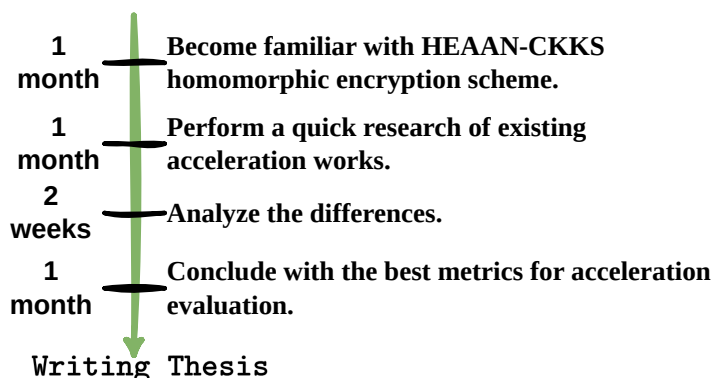 1
month
Become familiar with HEAAN-CKKS
homomorphic encryption scheme.
1
month
Perform a quick research of existing
acceleration works.
2
weeks
Analyze the differences.
1
month
Conclude with the best metrics for acceleration
evaluation.
Writing Thesis